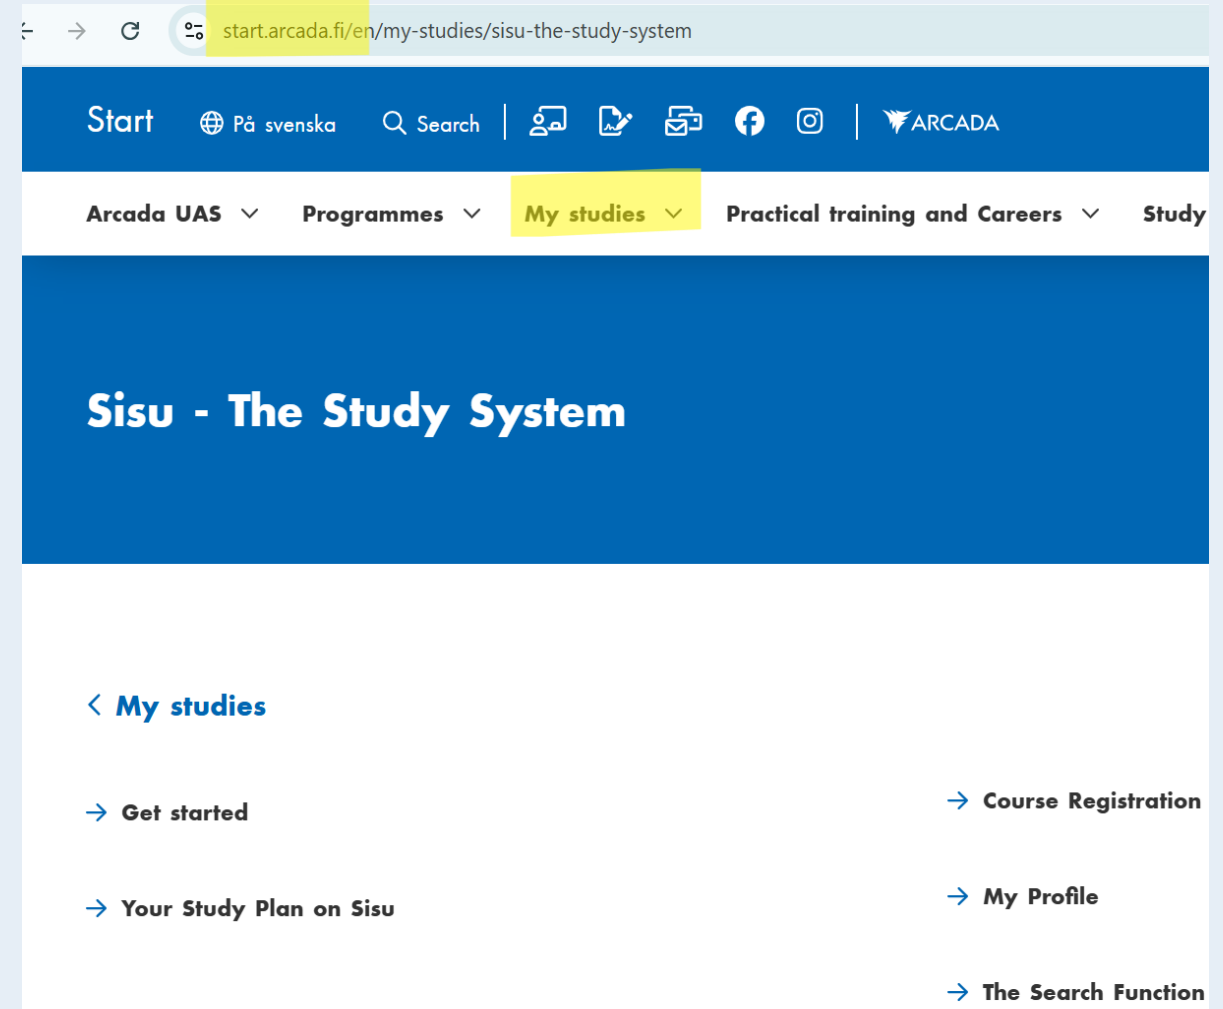 start.arcada.fi/en/my-studies/sisu-the-study-system
Start På svenska Search ARCADA
Arcada UAS Programmes My studies Practical training and Careers Study
Sisu - The Study System
My studies
Get started
Your Study Plan on Sisu
Course Registration
My Profile
The Search Function